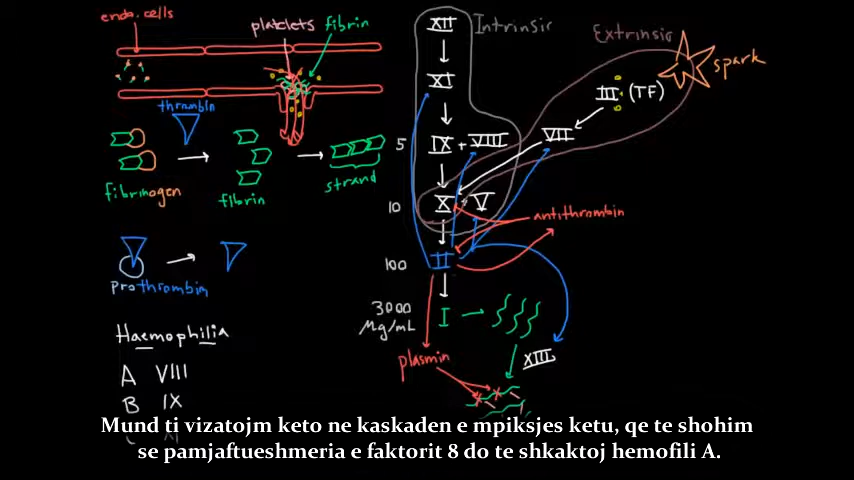 endo. cells
platelets
fibrin
thrombin
fibrinogen
fibrin
strand
prothrombin
Haemophilia
A VIII
B IX
XII
Intrinsic
XI
5 IX + VIII
10 X + V
100 II
3000
Mg/mL
I
plasmin
XIII
antithrombin
Extrinsic
spark
III (TF)
VII
Mund ti vizatojm keto ne kaskaden e mpiksjes ketu, qe te shohim
se pamjaftueshmeria e faktorit 8 do te shkaktoj hemofili A.